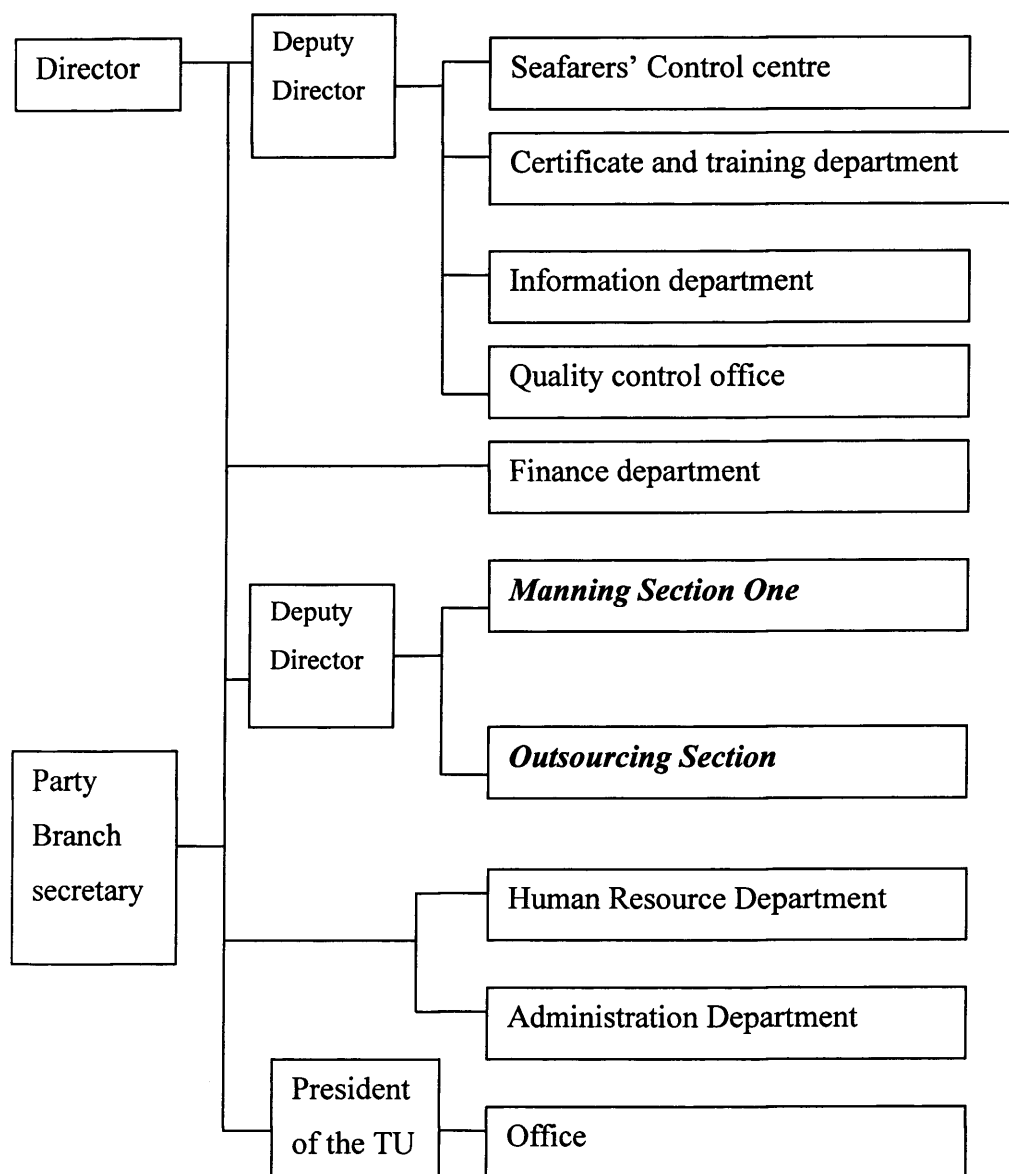 Director
Deputy
Director
Seafarers’ Control centre
Certificate and training department
Information department
Quality control office
Finance department
Deputy
Director
Manning Section One
Outsourcing Section
Party
Branch
secretary
Human Resource Department
Administration Department
President
of the TU
Office